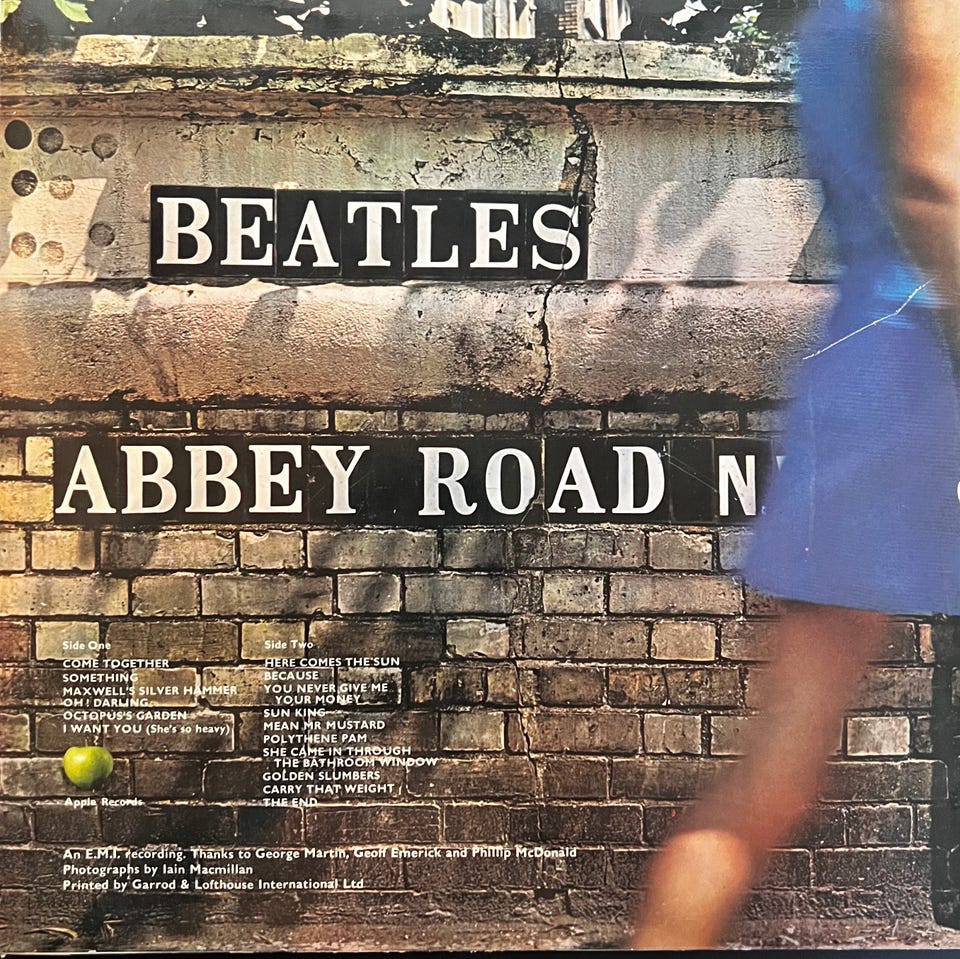 BEATLES
ABBEY ROAD N
Side One
COME TOGETHER
SOMETHING
MAXWELL'S SILVER HAMMER
OH! DARLING
OCTOPUS'S GARDEN
I WANT YOU (She's so heavy)
Apple Records
Side Two
HERE COMES THE SUN
BECAUSE
YOU NEVER GIVE ME
YOUR MONEY
SUN KING
MEAN MR MUSTARD
POLYTHENE PAM
SHE CAME IN THROUGH
THE BATHROOM WINDOW
GOLDEN SLUMBERS
CARRY THAT WEIGHT
THE END
An E.M.I. recording. Thanks to George Martin, Geoff Emerick and Phillip McDonald
Photographs by Iain Macmillan
Printed by Garrod & Lofthouse International Ltd